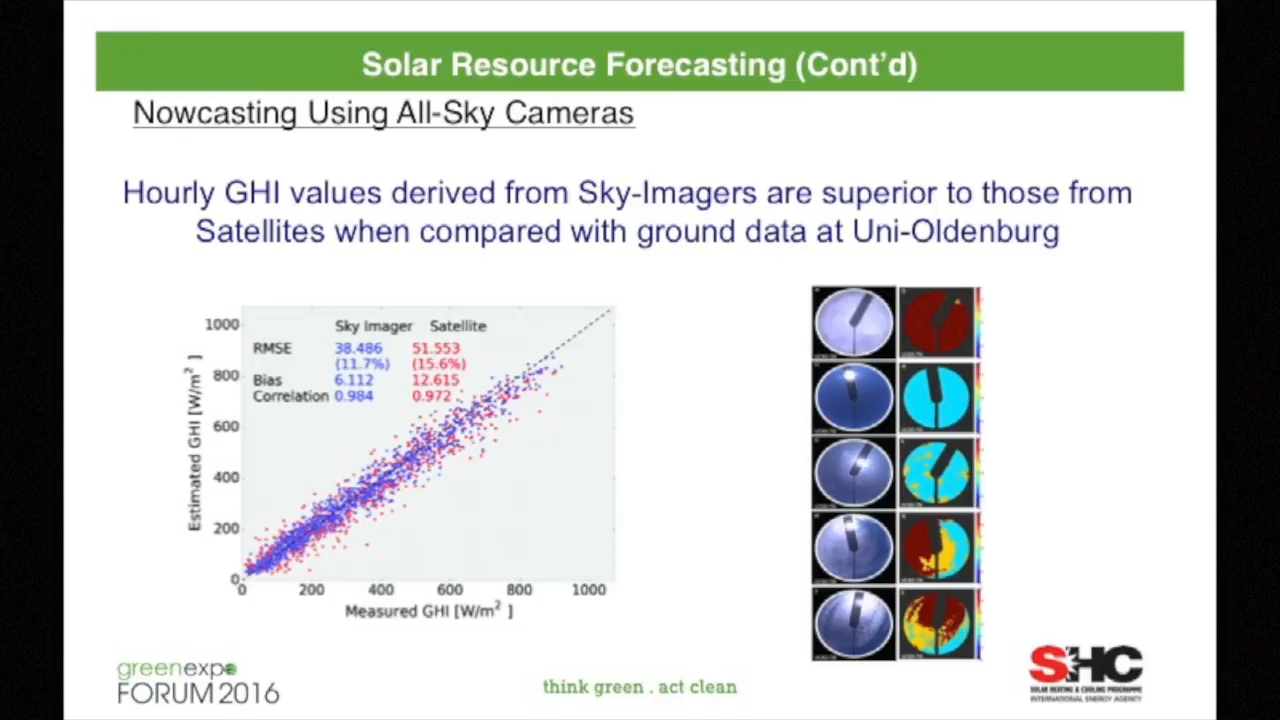 Solar Resource Forecasting (Cont'd)
Nowcasting Using All-Sky Cameras
Hourly GHI values derived from Sky-Imagers are superior to those from
Satellites when compared with ground data at Uni-Oldenburg
Sky Imager Satellite
RMSE 38.486 51.553
(11.7%) (15.6%)
Bias 6.112 12.615
Correlation 0.984 0.972
1000
800
600
400
200
0
Estimated GHI [W/m²]
0 200 400 600 800 1000
Measured GHI [W/m²]
greenexpo
FORUM 2016
think green . act clean
SHC
SOLAR HEATING & COOLING PROGRAMME
INTERNATIONAL ENERGY AGENCY